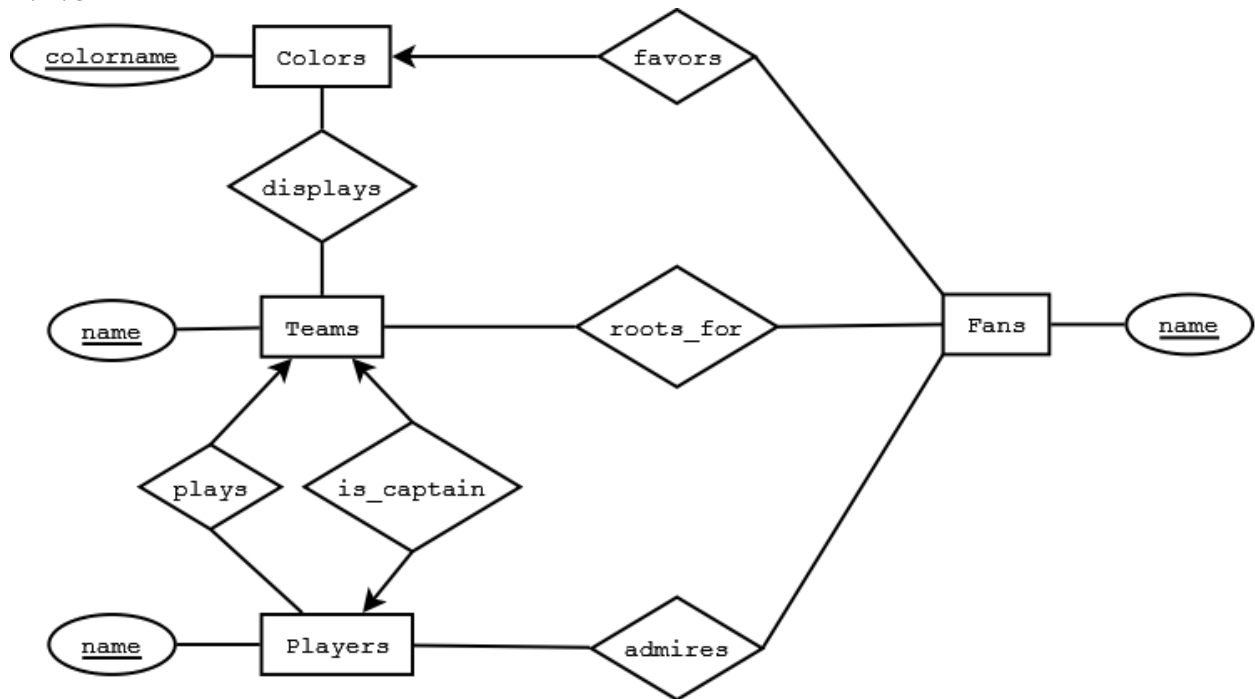 colorname
Colors
favors
displays
name
Teams
roots_for
Fans
name
plays
is_captain
name
Players
admires